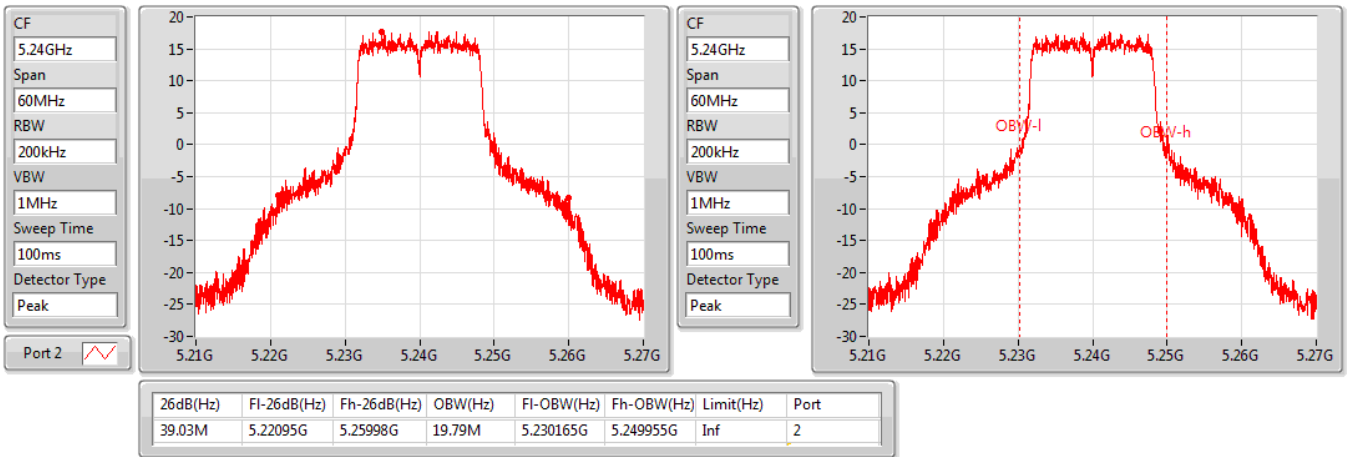 CF
5.24GHz
Span
60MHz
RBW
200kHz
VBW
1MHz
Sweep Time
100ms
Detector Type
Peak
Port 2
20
15
10
5
0
-5
-10
-15
-20
-25
-30
5.21G 5.22G 5.23G 5.24G 5.25G 5.26G 5.27G
CF
5.24GHz
Span
60MHz
RBW
200kHz
VBW
1MHz
Sweep Time
100ms
Detector Type
Peak
20
15
10
5
0
-5
-10
-15
-20
-25
-30
OBW-l
OBW-h
5.21G 5.22G 5.23G 5.24G 5.25G 5.26G 5.27G
26dB(Hz) Fl-26dB(Hz) Fh-26dB(Hz) OBW(Hz) Fl-OBW(Hz) Fh-OBW(Hz) Limit(Hz) Port
39.03M 5.22095G 5.25998G 19.79M 5.230165G 5.249955G Inf 2